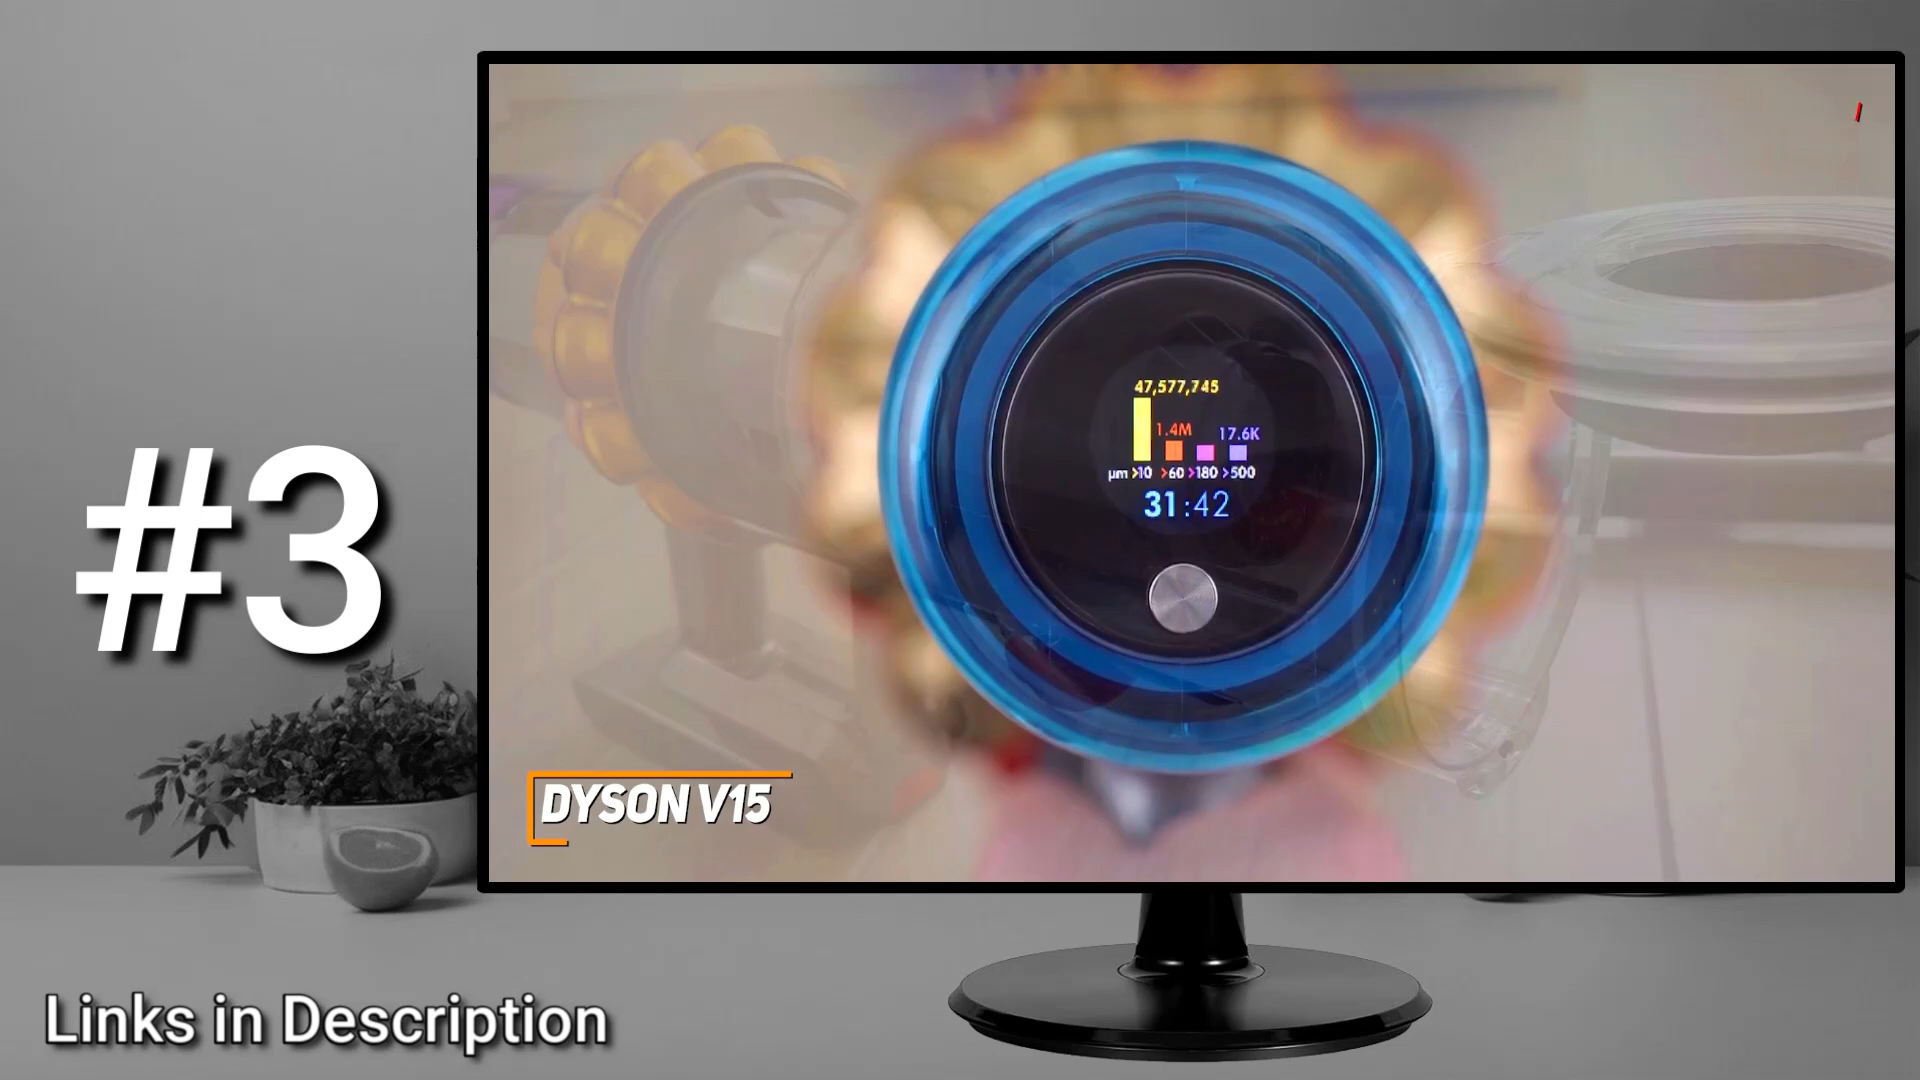 #3
47,577,745
1.4M
17.6K
µm >10 >60 >180 >500
31:42
DYSON V15
Links in Description